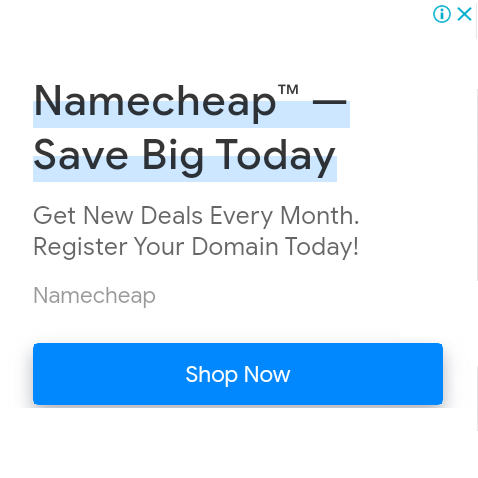 Namecheap™ —
Save Big Today
Get New Deals Every Month.
Register Your Domain Today!
Namecheap
Shop Now